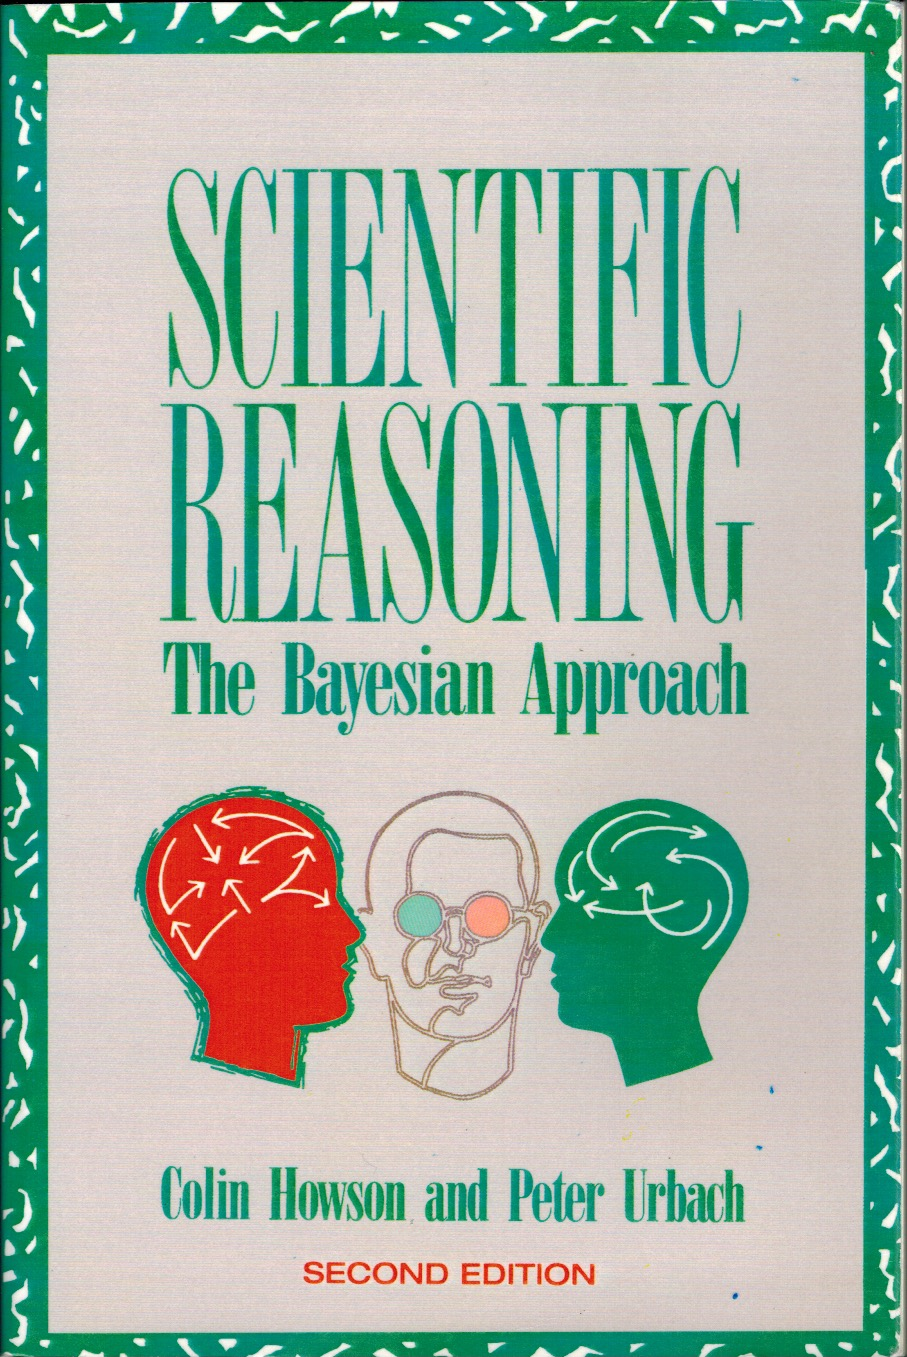 SCIENTIFIC
REASONING
The Bayesian Approach
Colin Howson and Peter Urbach
SECOND EDITION